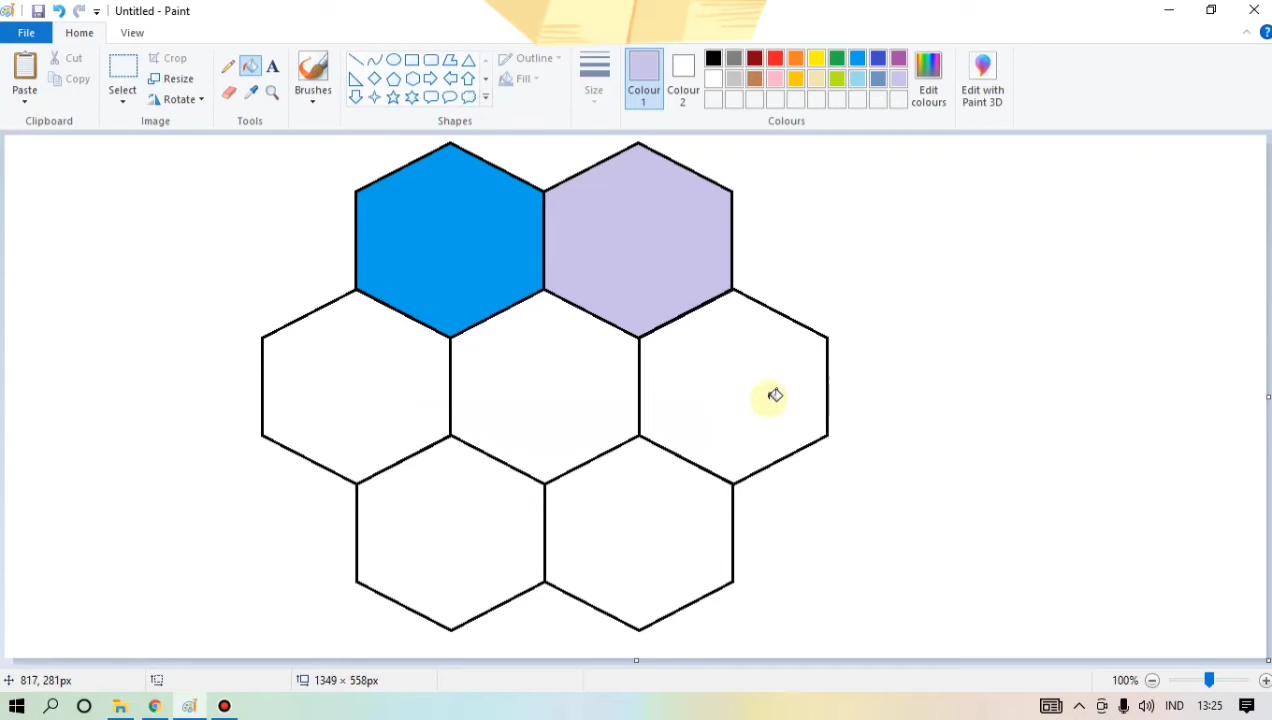 Untitled - Paint
File Home View
Paste
Cut
Copy
Clipboard
Select
Crop
Resize
Rotate
Image
Tools
Brushes
Shapes
Outline
Fill
Size
Colour 1
Colour 2
Edit colours
Colours
Edit with Paint 3D
817, 281px
1349 × 558px
100%
IND
13:25